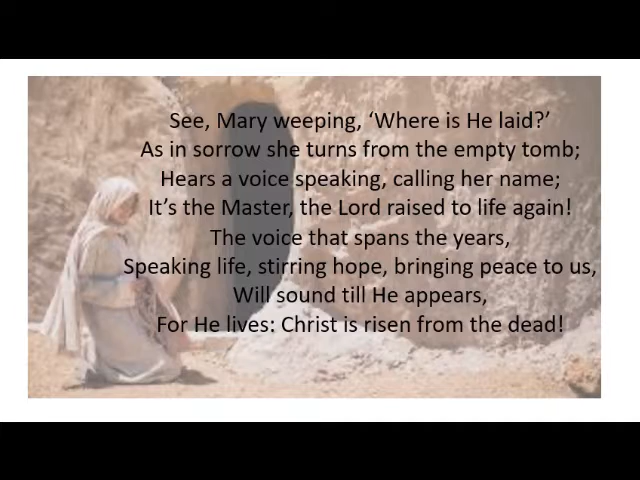 See, Mary weeping, ‘Where is He laid?’
As in sorrow she turns from the empty tomb;
Hears a voice speaking, calling her name;
It’s the Master, the Lord raised to life again!
The voice that spans the years,
Speaking life, stirring hope, bringing peace to us,
Will sound till He appears,
For He lives: Christ is risen from the dead!